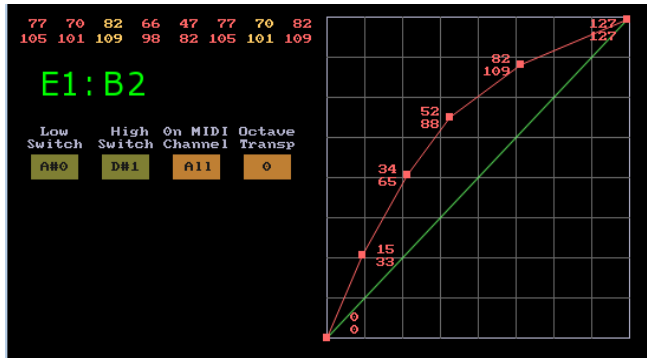 77 70 82 66 47 77 70 82
105 101 109 98 82 105 101 109
E1:B2
Low High On MIDI Octave
Switch Switch Channel Transp
A#0 D#1 All 0
127
127
82
109
52
88
34
65
15
33
0
0